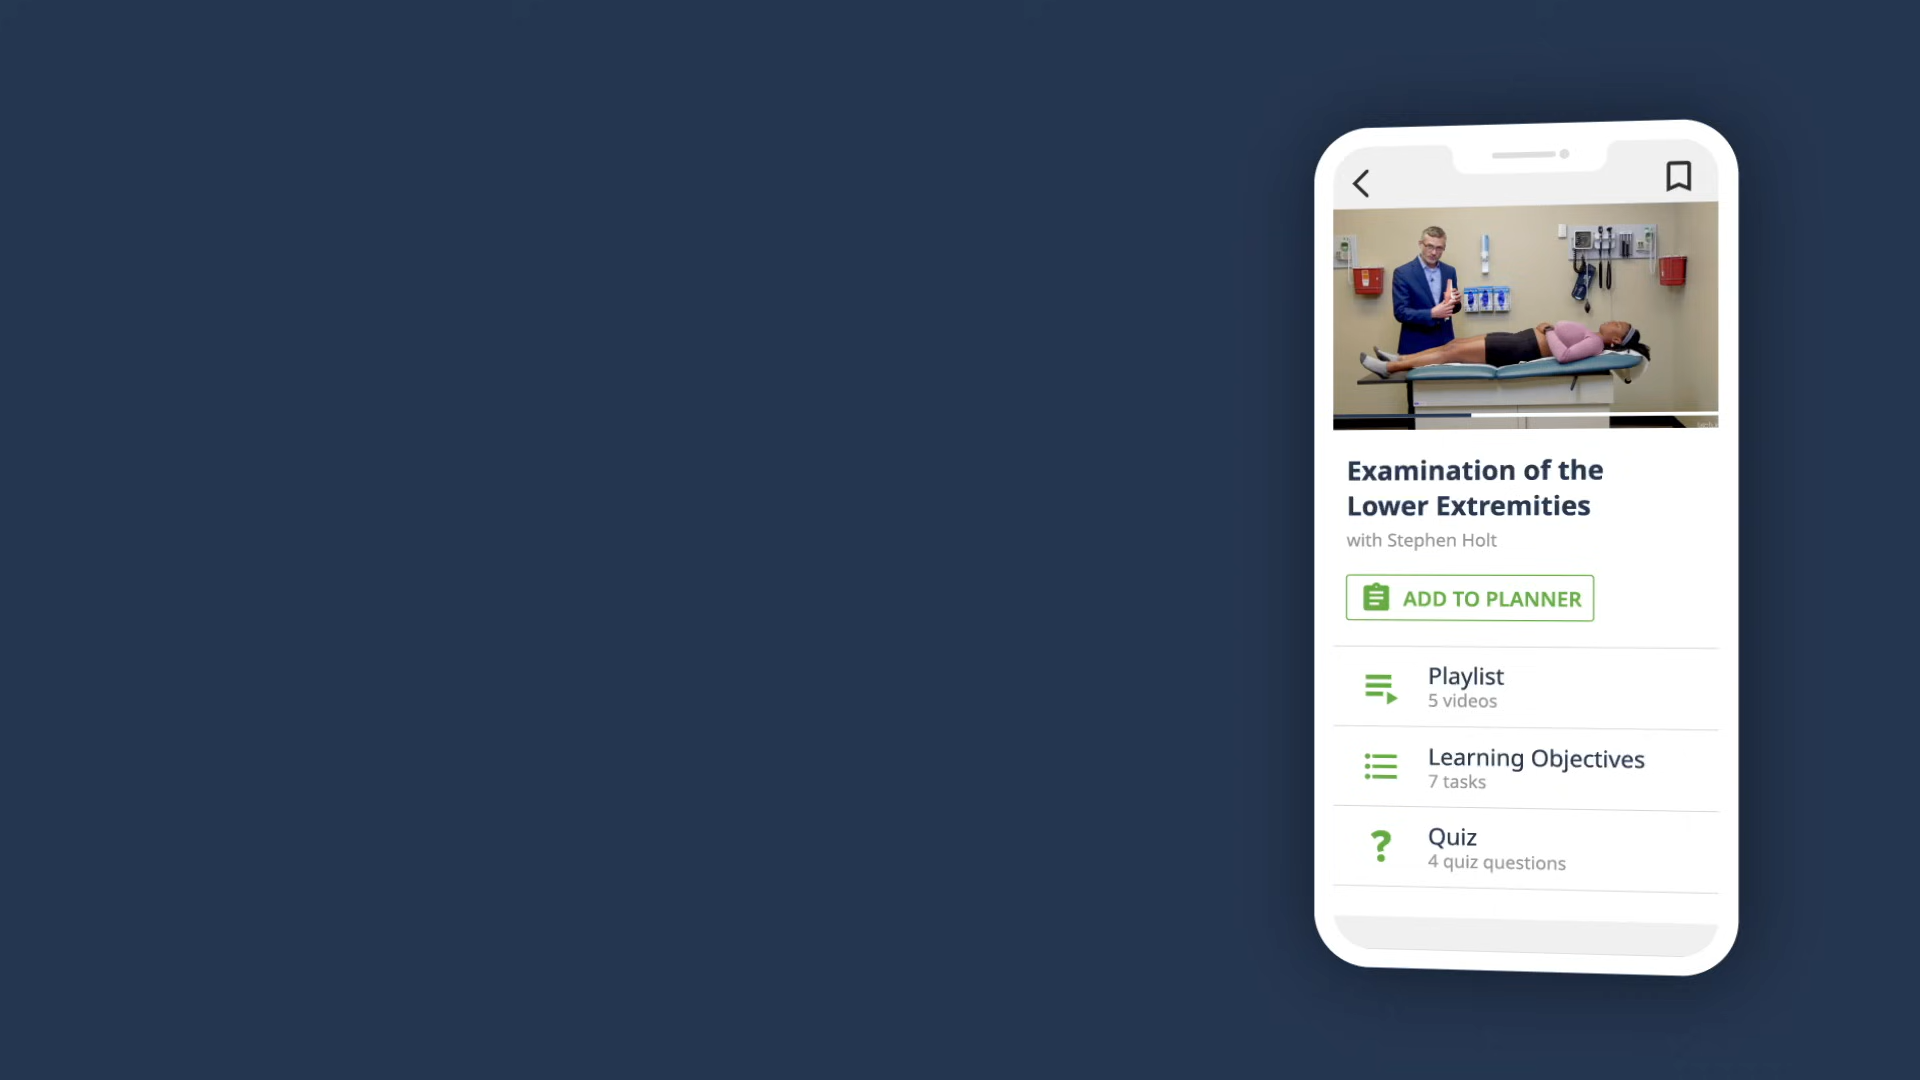 Examination of the
Lower Extremities
with Stephen Holt
ADD TO PLANNER
Playlist
5 videos
Learning Objectives
7 tasks
?
Quiz
4 quiz questions